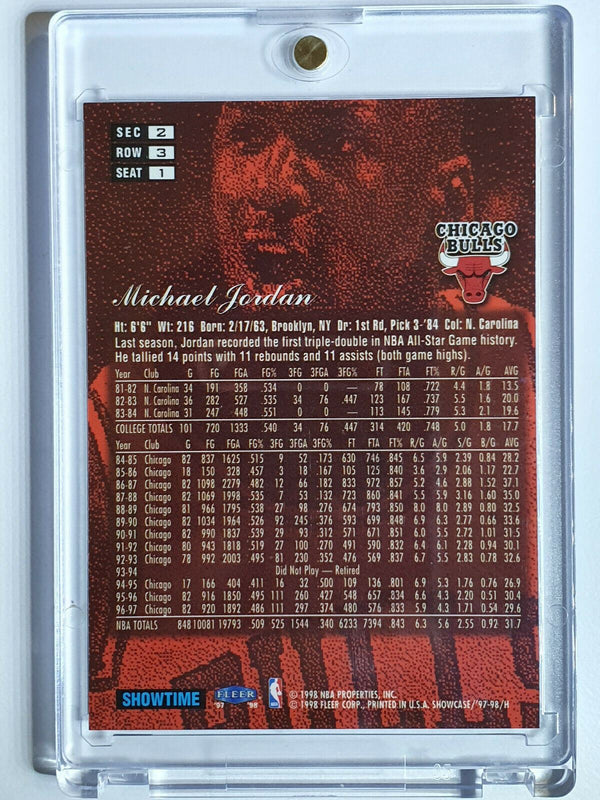 SEC 2
ROW 3
SEAT 1
CHICAGO
BULLS
Michael Jordan
Ht: 6'6" Wt: 216 Born: 2/17/63, Brooklyn, NY Dr: 1st Rd, Pick 3-'84 Col: N. Carolina
Last season, Jordan recorded the first triple-double in NBA All-Star Game history.
He tallied 14 points with 11 rebounds and 11 assists (both game highs).
Year Club G FG FGA FG% 3FG 3FGA 3FG% FT FTA FT% R/G A/G AVG
81-82 N. Carolina 34 191 358 .534 0 0 — 78 108 .722 4.4 1.8 13.5
82-83 N. Carolina 36 282 527 .535 34 76 .447 123 167 .737 5.5 1.6 20.0
83-84 N. Carolina 31 247 448 .551 0 0 — 113 145 .779 5.3 2.1 19.6
COLLEGE TOTALS 101 720 1333 .540 34 76 .447 314 420 .748 5.0 1.8 17.7
Year Club G FG FGA FG% 3FG 3FGA 3FG% FT FTA FT% R/G A/G S/G B/G AVG
84-85 Chicago 82 837 1625 .515 9 52 .173 630 746 .845 6.5 5.9 2.39 0.84 28.2
85-86 Chicago 18 150 328 .457 3 18 .167 105 125 .840 3.6 2.9 2.06 1.17 22.7
86-87 Chicago 82 1098 2279 .482 12 66 .182 833 972 .857 5.2 4.6 2.88 1.52 37.1
87-88 Chicago 82 1069 1998 .535 7 53 .132 723 860 .841 5.5 5.9 3.16 1.60 35.0
88-89 Chicago 81 966 1795 .538 27 98 .276 674 793 .850 8.0 8.0 2.89 0.80 32.5
89-90 Chicago 82 1034 1964 .526 92 245 .376 593 699 .848 6.9 6.3 2.77 0.66 33.6
90-91 Chicago 82 990 1837 .539 29 93 .312 571 671 .851 6.0 5.5 2.72 1.01 31.5
91-92 Chicago 80 943 1818 .519 27 100 .270 491 590 .832 6.4 6.1 2.28 0.94 30.1
92-93 Chicago 78 992 2003 .495 81 230 .352 476 569 .837 6.7 5.5 2.83 0.78 32.6
93-94 Did Not Play — Retired
94-95 Chicago 17 166 404 .411 16 32 .500 109 136 .801 6.9 5.3 1.76 0.76 26.9
95-96 Chicago 82 916 1850 .495 111 260 .427 548 657 .834 6.6 4.3 2.20 0.51 30.4
96-97 Chicago 82 920 1892 .486 111 297 .374 480 576 .833 5.9 4.3 1.71 0.54 29.6
NBA TOTALS 848 10081 19793 .509 525 1544 .340 6233 7394 .843 6.3 5.6 2.55 0.92 31.7
SHOWTIME
FLEER
'97 '98
© 1998 NBA PROPERTIES, INC.
© 1998 FLEER CORP., PRINTED IN U.S.A. SHOWCASE/'97-98/H